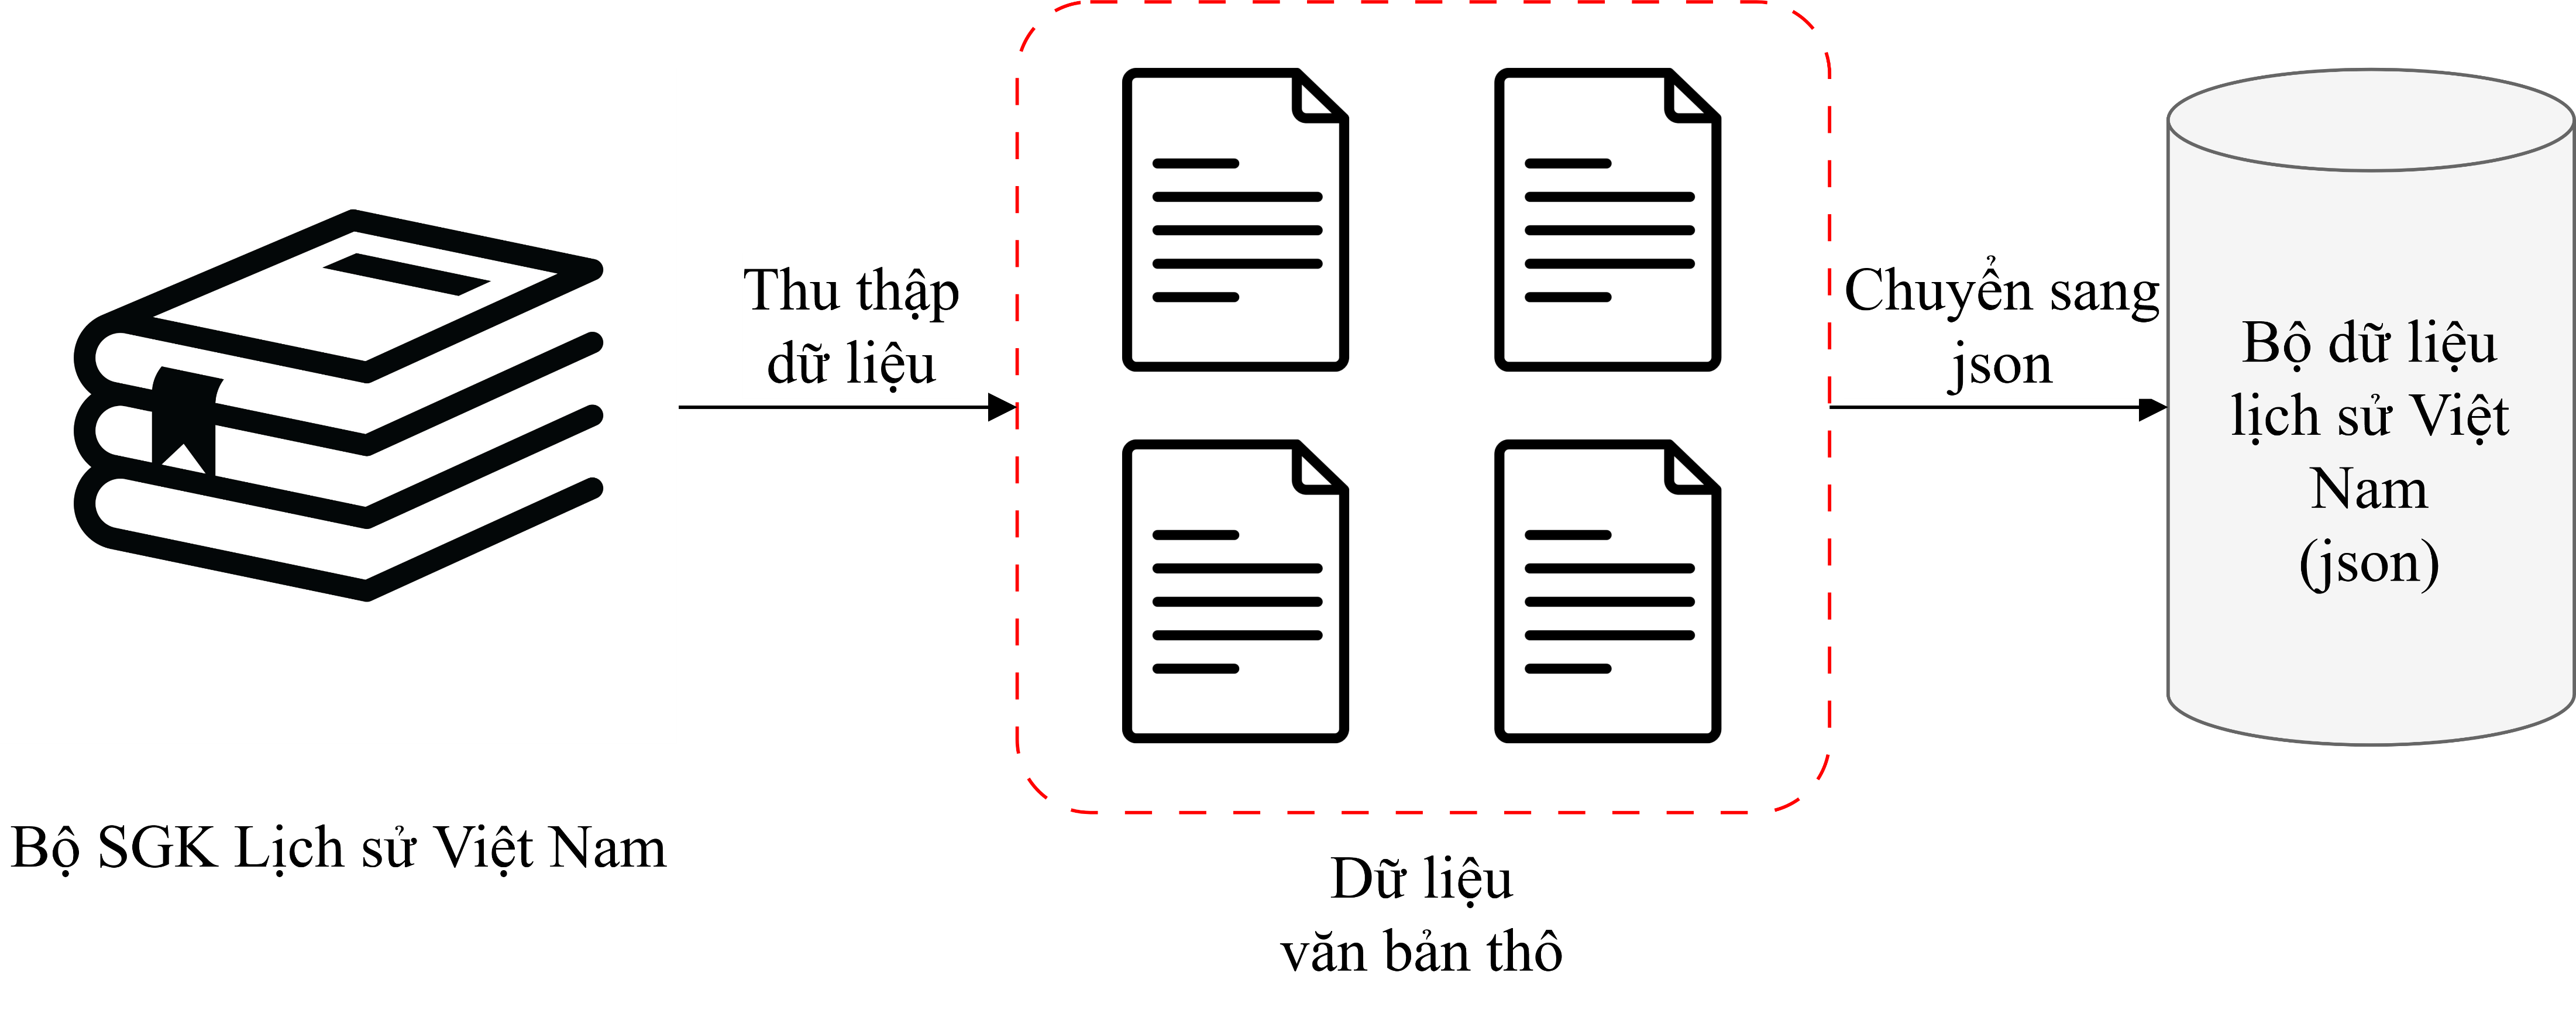 Thu thập
dữ liệu
Chuyển sang
json
Bộ dữ liệu
lịch sử Việt
Nam
(json)
Bộ SGK Lịch sử Việt Nam
Dữ liệu
văn bản thô